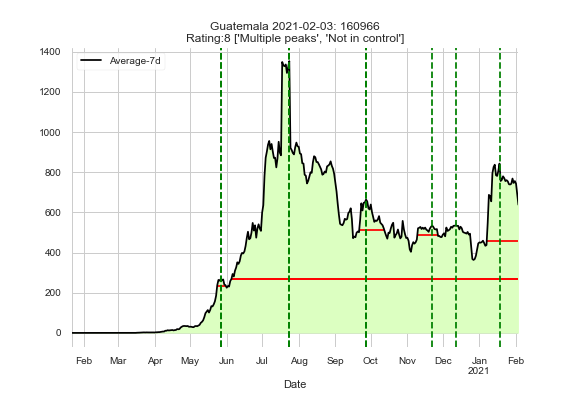 Guatemala 2021-02-03: 160966
Rating:8 ['Multiple peaks', 'Not in control']
Average-7d
1400
1200
1000
800
600
400
200
0
Feb Mar Apr May Jun Jul Aug Sep Oct Nov Dec Jan Feb
2021
Date